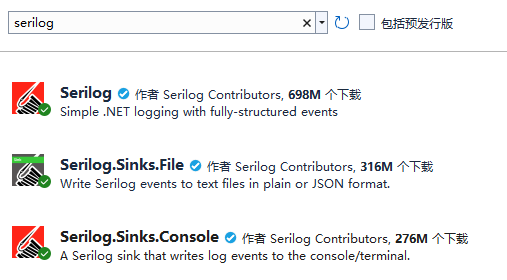 serilog
包括预发行版
Serilog 作者 Serilog Contributors, 698M 个下载
Simple .NET logging with fully-structured events
Serilog.Sinks.File 作者 Serilog Contributors, 316M 个下载
Write Serilog events to text files in plain or JSON format.
Serilog.Sinks.Console 作者 Serilog Contributors, 276M 个下载
A Serilog sink that writes log events to the console/terminal.